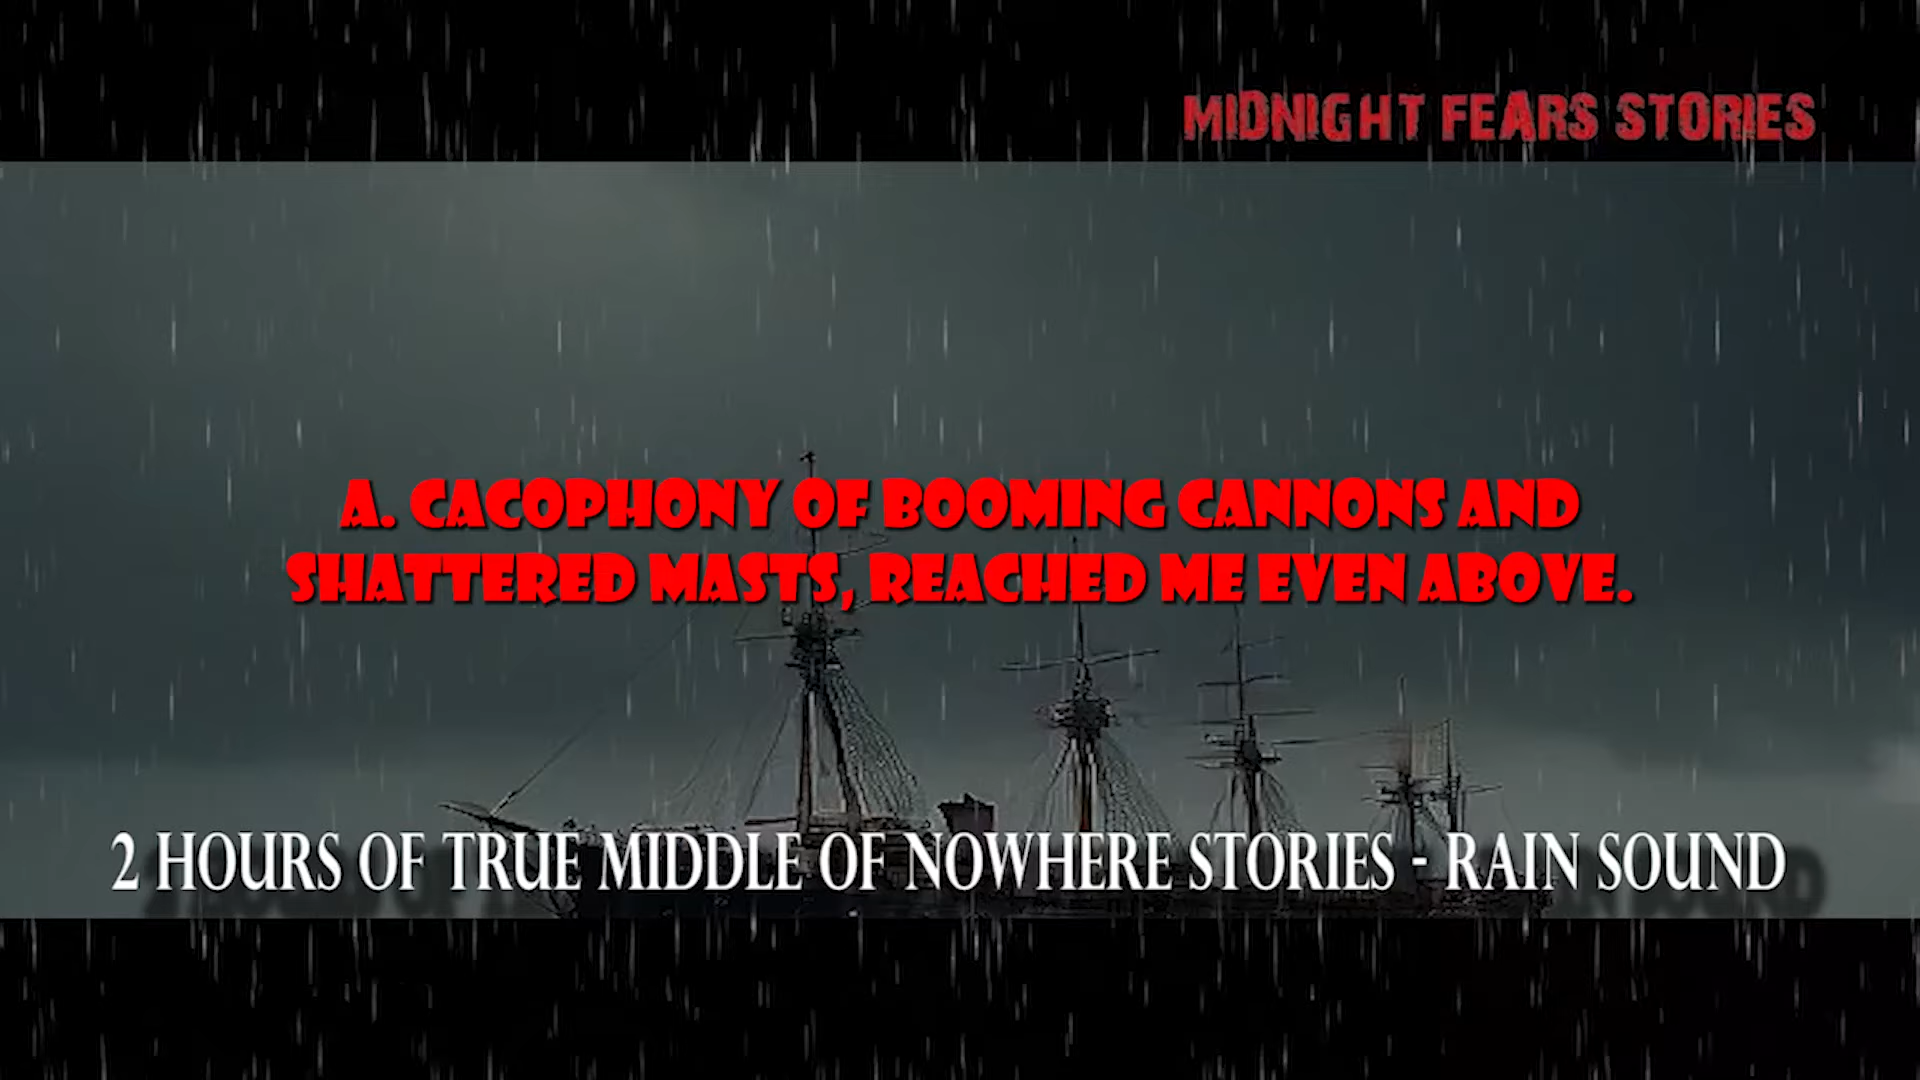 MIDNIGHT FEARS STORIES
A. CACOPHONY OF BOOMING CANNONS AND
SHATTERED MASTS, REACHED ME EVEN ABOVE.
2 HOURS OF TRUE MIDDLE OF NOWHERE STORIES - RAIN SOUND